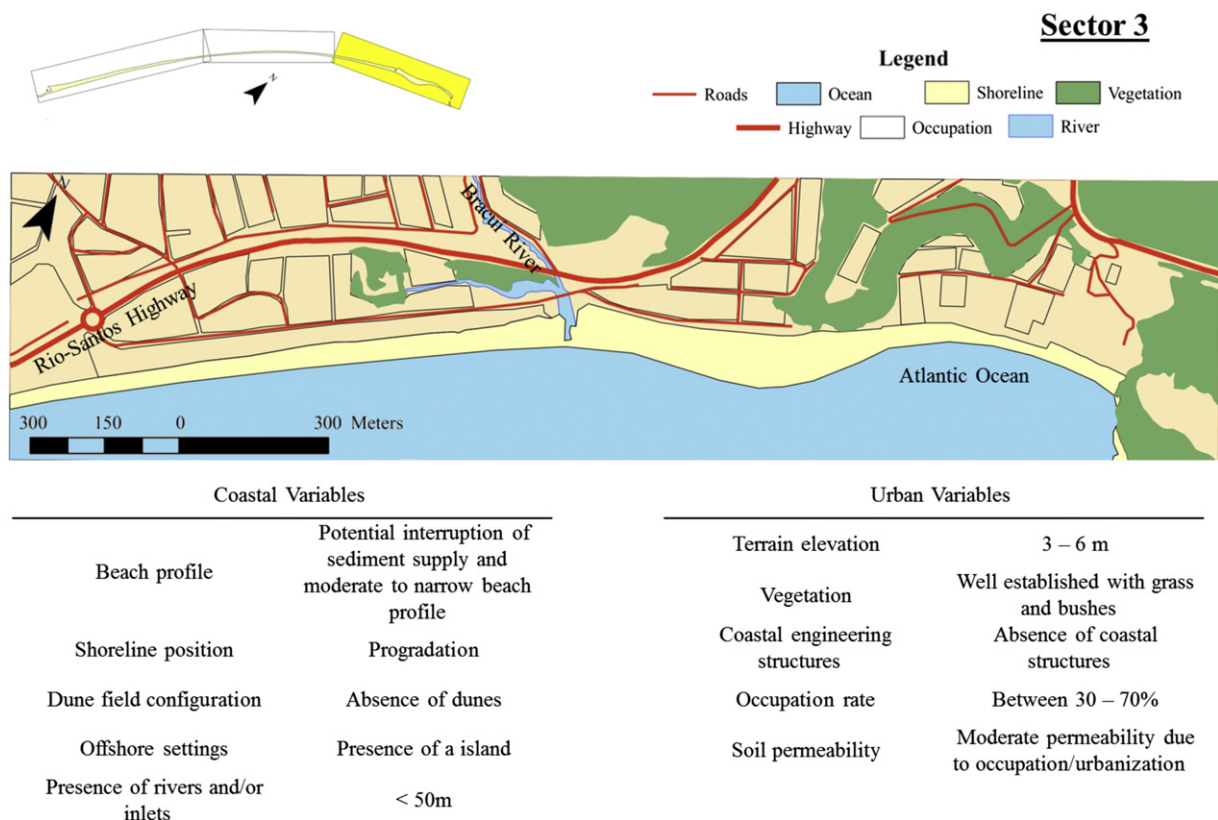 Sector 3
N
Legend
Roads
Ocean
Shoreline
Vegetation
Highway
Occupation
River
N
Bracui River
Rio-Santos Highway
Atlantic Ocean
300 150 0 300 Meters
Coastal Variables
Beach profile
Potential interruption of
sediment supply and
moderate to narrow beach
profile
Shoreline position
Progradation
Dune field configuration
Absence of dunes
Offshore settings
Presence of a island
Presence of rivers and/or
inlets
< 50m
Urban Variables
Terrain elevation
3 – 6 m
Vegetation
Well established with grass
and bushes
Coastal engineering
structures
Absence of coastal
structures
Occupation rate
Between 30 – 70%
Soil permeability
Moderate permeability due
to occupation/urbanization